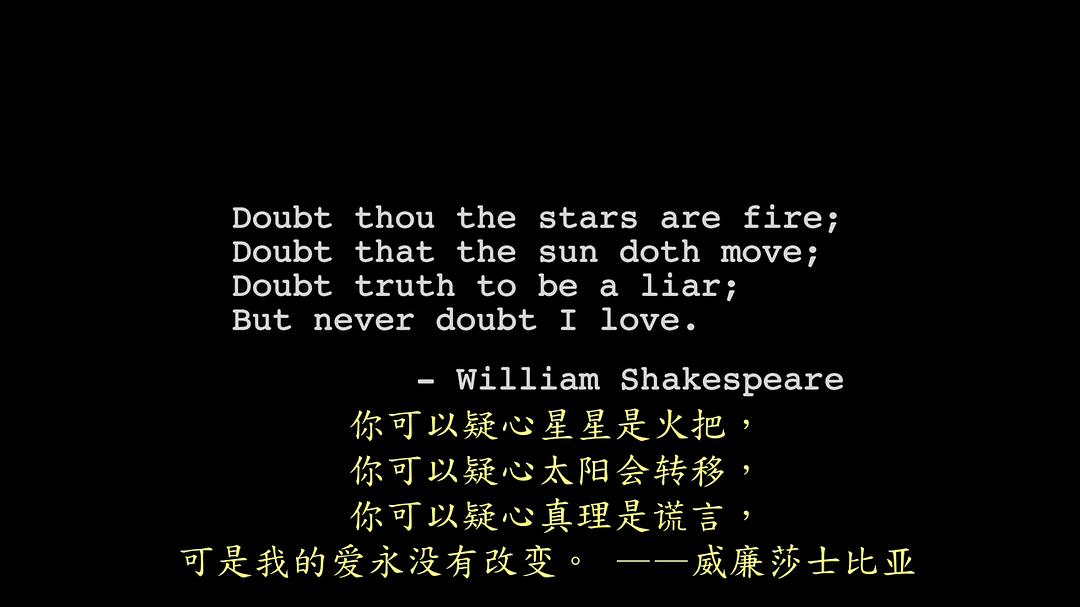 Doubt thou the stars are fire;
Doubt that the sun doth move;
Doubt truth to be a liar;
But never doubt I love.
– William Shakespeare
你可以疑心星星是火把，
你可以疑心太阳会转移，
你可以疑心真理是谎言，
可是我的爱永没有改变。 ——威廉莎士比亚